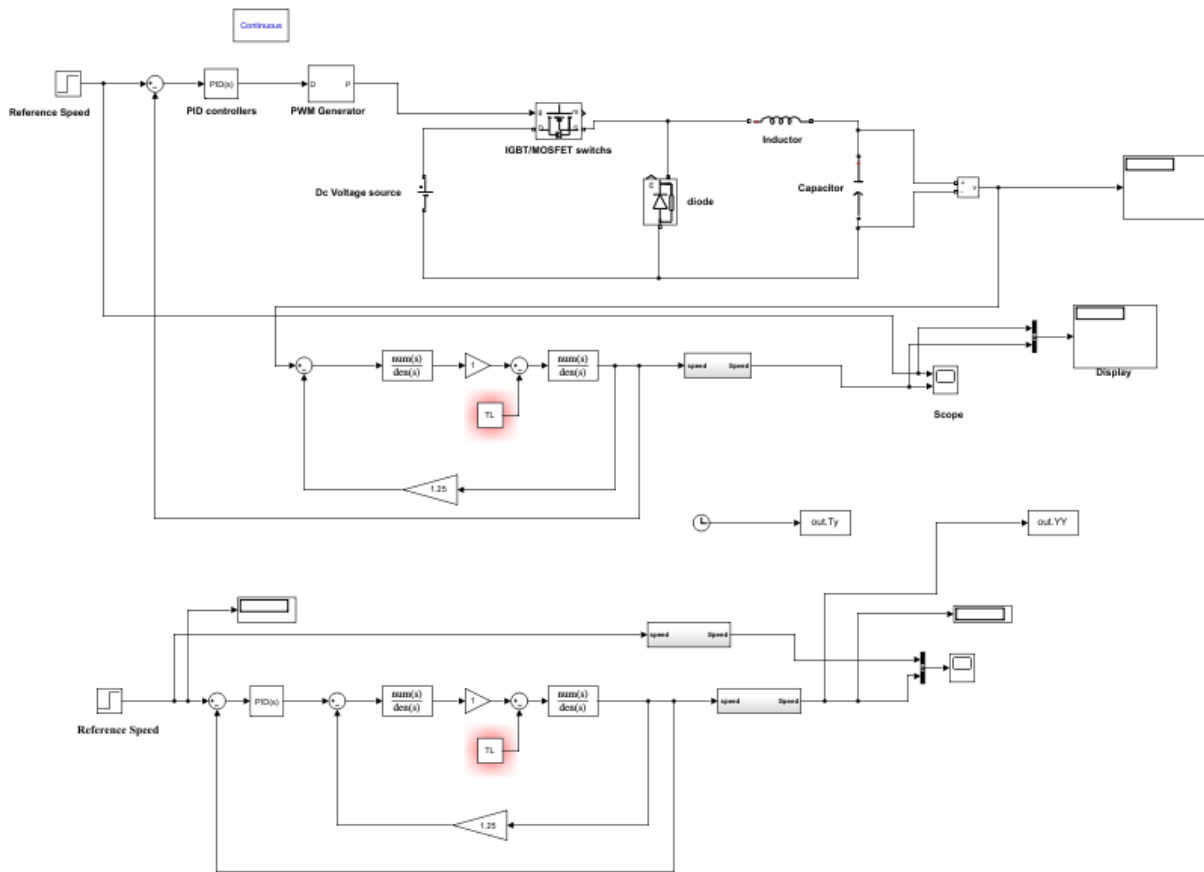 Continuous
Reference Speed
PID(s)
PID controllers
D P
PWM Generator
g m
D S
IGBT/MOSFET switchs
Dc Voltage source
diode
Inductor
Capacitor
+ v
-
num(s)
den(s)
1
num(s)
den(s)
TL
speed Speed
Scope
Display
1.25
out.Ty
out.YY
speed Speed
Reference Speed
PID(s)
num(s)
den(s)
1
num(s)
den(s)
speed Speed
TL
1.25